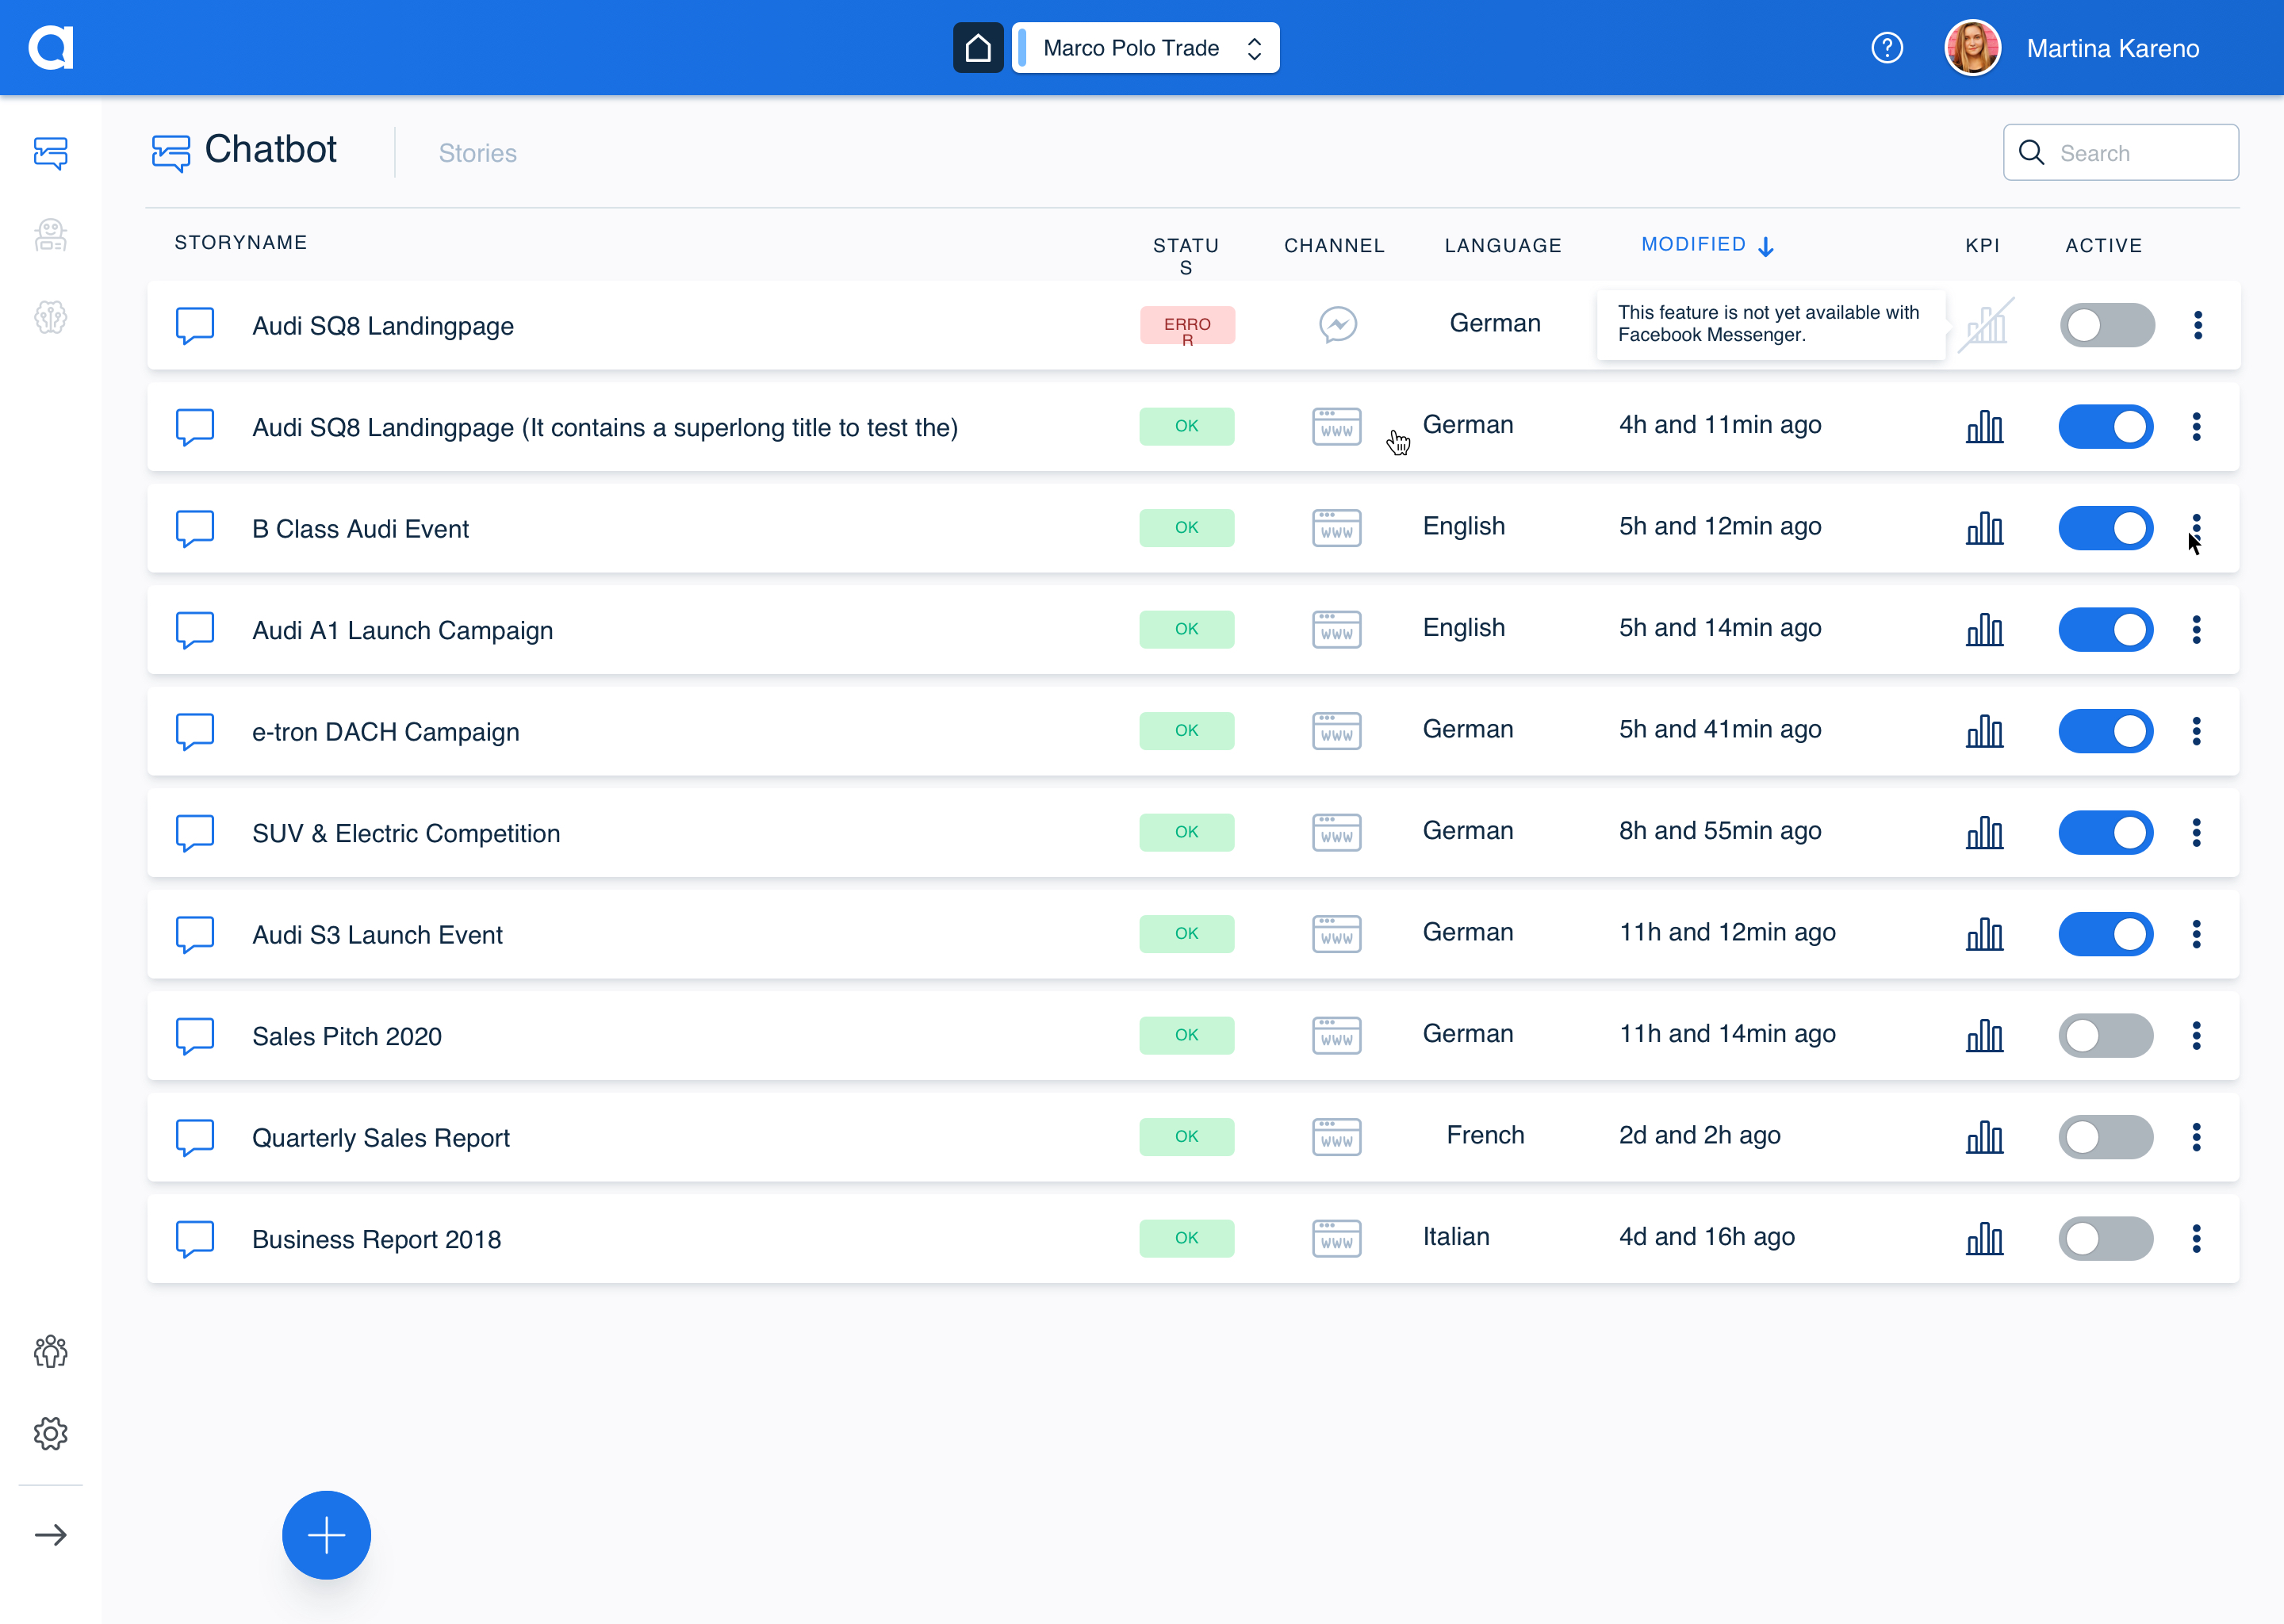 Marco Polo Trade
?
Martina Kareno
Chatbot
Stories
Search
STORYNAME
STATU
S
CHANNEL
LANGUAGE
MODIFIED
KPI
ACTIVE
Audi SQ8 Landingpage
ERRO
R
German
This feature is not yet available with
Facebook Messenger.
Audi SQ8 Landingpage (It contains a superlong title to test the)
OK
WWW
German
4h and 11min ago
B Class Audi Event
OK
WWW
English
5h and 12min ago
Audi A1 Launch Campaign
OK
WWW
English
5h and 14min ago
e-tron DACH Campaign
OK
WWW
German
5h and 41min ago
SUV & Electric Competition
OK
WWW
German
8h and 55min ago
Audi S3 Launch Event
OK
WWW
German
11h and 12min ago
Sales Pitch 2020
OK
WWW
German
11h and 14min ago
Quarterly Sales Report
OK
WWW
French
2d and 2h ago
Business Report 2018
OK
WWW
Italian
4d and 16h ago